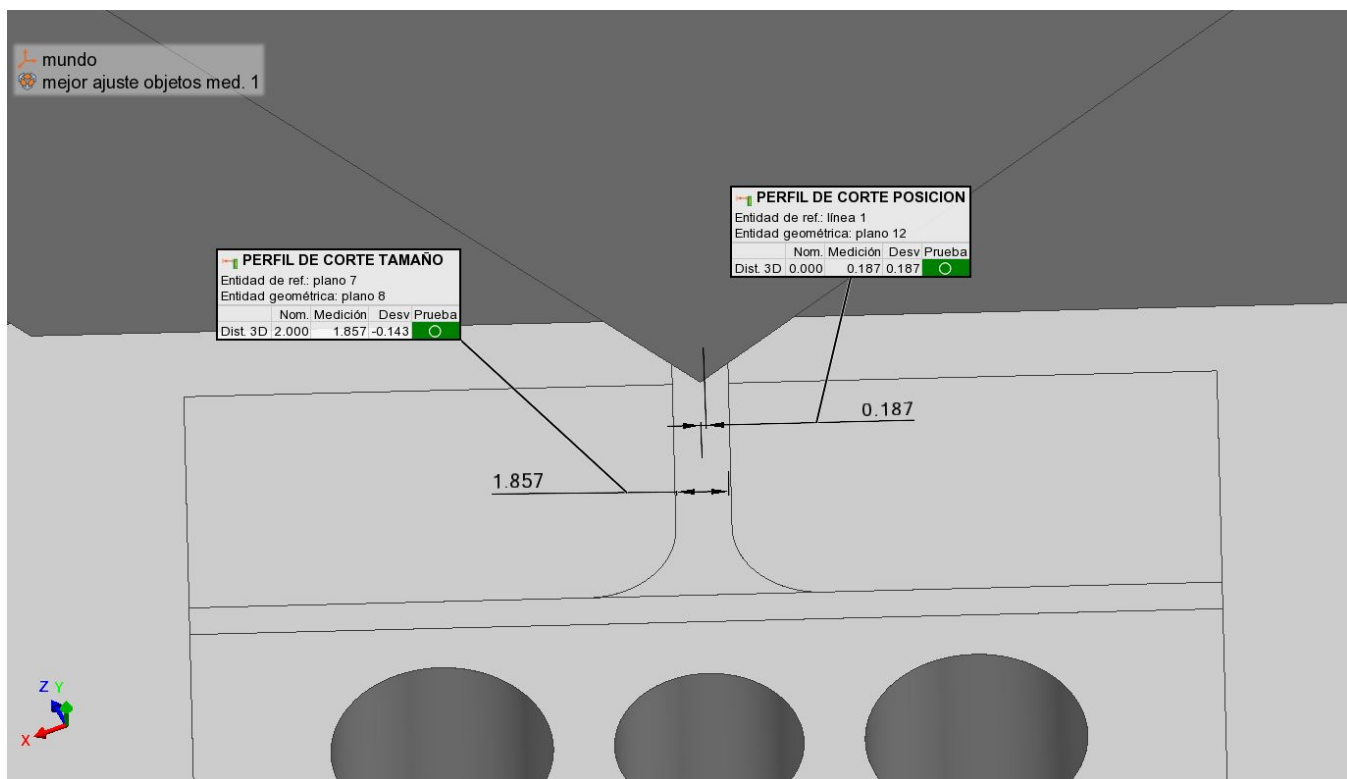 mundo
mejor ajuste objetos med. 1
PERFIL DE CORTE POSICION
Entidad de ref.: línea 1
Entidad geométrica: plano 12
Nom. Medición Desv Prueba
Dist. 3D 0.000 0.187 0.187
PERFIL DE CORTE TAMAÑO
Entidad de ref.: plano 7
Entidad geométrica: plano 8
Nom. Medición Desv Prueba
Dist. 3D 2.000 1.857 -0.143
0.187
1.857
Z Y
X